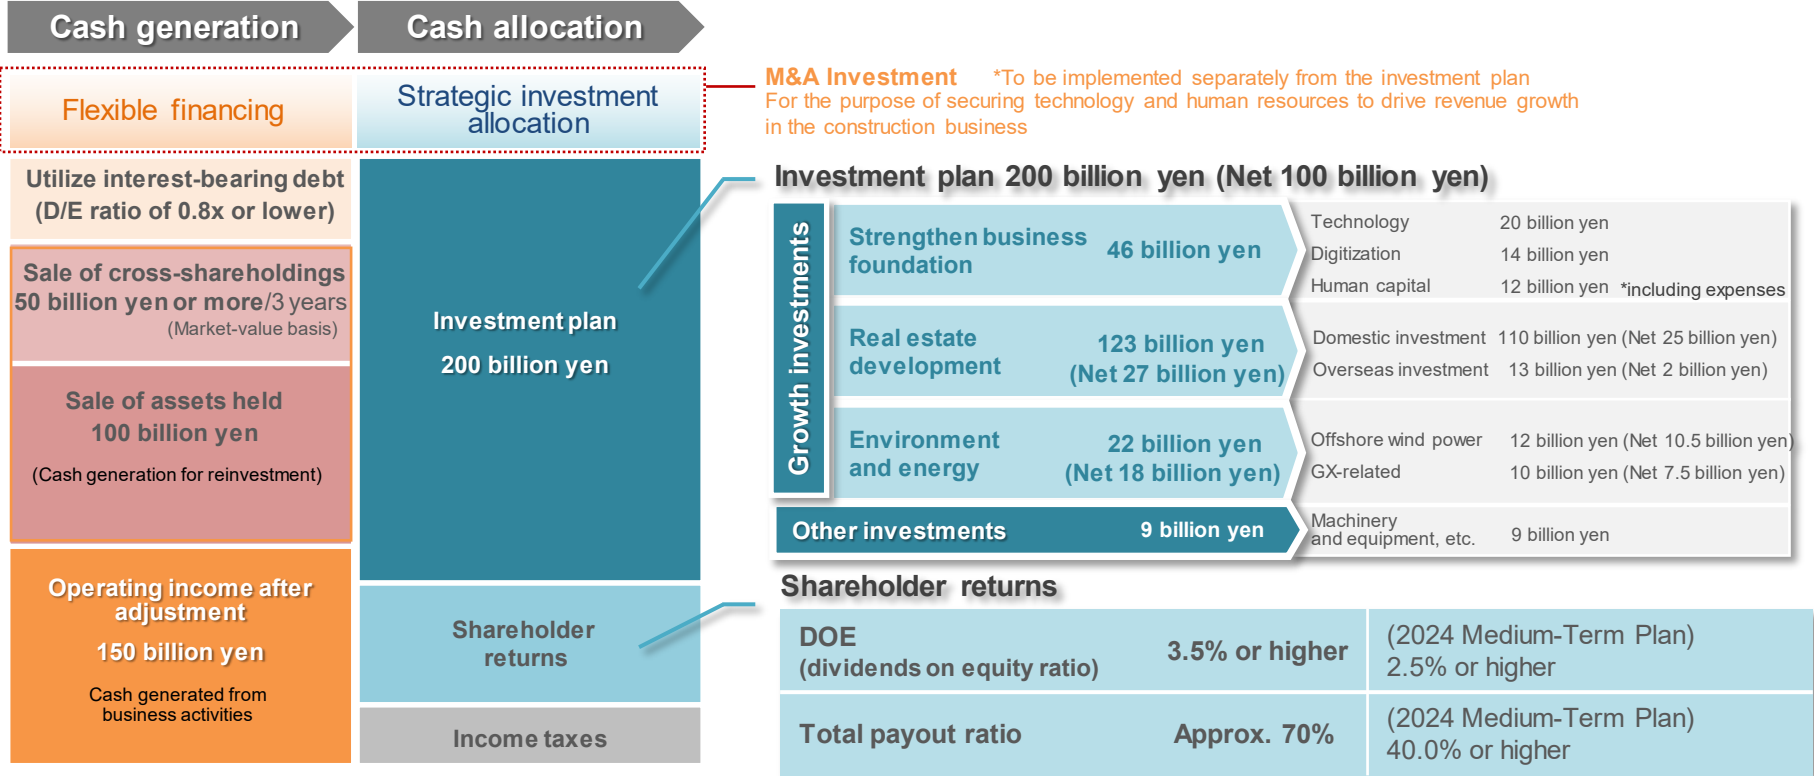 Cash generation
Cash allocation
Flexible financing
Strategic investment
allocation
Utilize interest-bearing debt
(D/E ratio of 0.8x or lower)
Sale of cross-shareholdings
50 billion yen or more/3 years
(Market-value basis)
Sale of assets held
100 billion yen
(Cash generation for reinvestment)
Operating income after
adjustment
150 billion yen
Cash generated from
business activities
Investment plan
200 billion yen
Shareholder
returns
Income taxes
M&A Investment *To be implemented separately from the investment plan
For the purpose of securing technology and human resources to drive revenue growth
in the construction business
Investment plan 200 billion yen (Net 100 billion yen)
Growth investments
Strengthen business
foundation
46 billion yen
Technology 20 billion yen
Digitization 14 billion yen
Human capital 12 billion yen *including expenses
Real estate
development
123 billion yen
(Net 27 billion yen)
Domestic investment 110 billion yen (Net 25 billion yen)
Overseas investment 13 billion yen (Net 2 billion yen)
Environment
and energy
22 billion yen
(Net 18 billion yen)
Offshore wind power 12 billion yen (Net 10.5 billion yen)
GX-related 10 billion yen (Net 7.5 billion yen)
Other investments 9 billion yen
Machinery
and equipment, etc. 9 billion yen
Shareholder returns
DOE
(dividends on equity ratio)
3.5% or higher
(2024 Medium-Term Plan)
2.5% or higher
Total payout ratio
Approx. 70%
(2024 Medium-Term Plan)
40.0% or higher